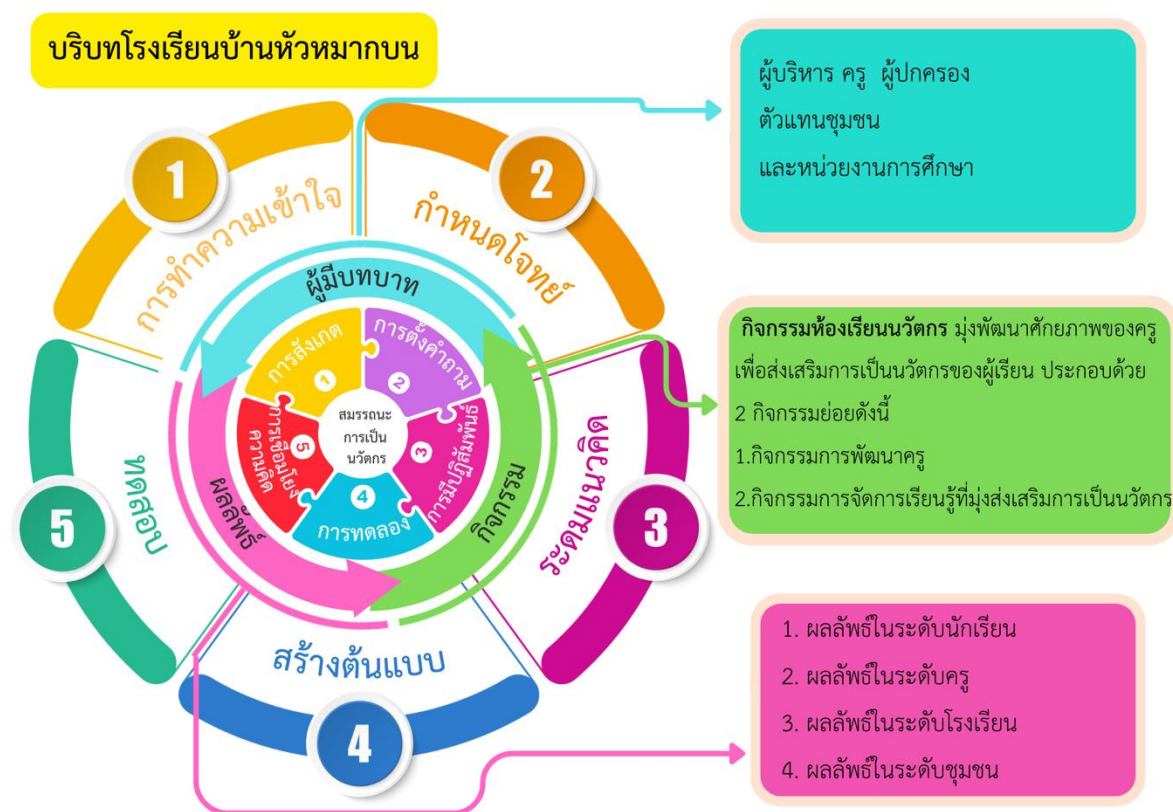 บริบทโรงเรียนบ้านหัวหมากบน
ผู้บริหาร ครู ผู้ปกครอง
ตัวแทนชุมชน
และหน่วยงานการศึกษา
1
การทำความเข้าใจ
2
กำหนดโจทย์
3
ระดมแนวคิด
4
สร้างต้นแบบ
5
ทดสอบ
ผู้มีบทบาท
กิจกรรม
ผลลัพธ์
การสังเกต
1
การตั้งคำถาม
2
การมีปฏิสัมพันธ์
3
การทดลอง
4
การเชื่อมโยง
ความคิด
5
สมรรถนะ
การเป็น
นวัตกร
กิจกรรมห้องเรียนนวัตกร มุ่งพัฒนาศักยภาพของครู
เพื่อส่งเสริมการเป็นนวัตกรของผู้เรียน ประกอบด้วย
2 กิจกรรมย่อยดังนี้
1.กิจกรรมการพัฒนาครู
2.กิจกรรมการจัดการเรียนรู้ที่มุ่งส่งเสริมการเป็นนวัตกร
1. ผลลัพธ์ในระดับนักเรียน
2. ผลลัพธ์ในระดับครู
3. ผลลัพธ์ในระดับโรงเรียน
4. ผลลัพธ์ในระดับชุมชน